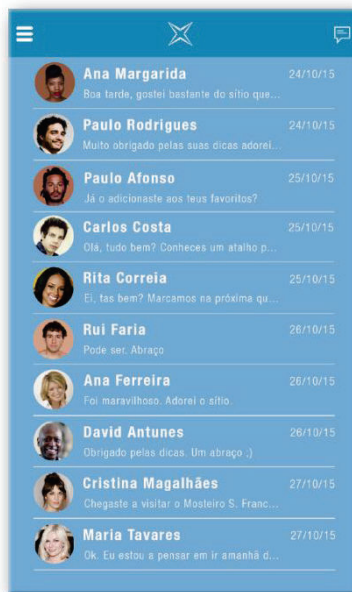 Ana Margarida 24/10/15
Boa tarde, gostei bastante do sítio que...
Paulo Rodrigues 24/10/15
Muito obrigado pelas suas dicas adorei...
Paulo Afonso 25/10/15
Já o adicionaste aos teus favoritos?
Carlos Costa 25/10/15
Olá, tudo bem? Conheces um atalho p...
Rita Correia 25/10/15
Ei, tas bem? Marcamos na próxima qu...
Rui Faria 26/10/15
Pode ser. Abraço
Ana Ferreira 26/10/15
Foi maravilhoso. Adorei o sítio.
David Antunes 26/10/15
Obrigado pelas dicas. Um abraço ;)
Cristina Magalhães 27/10/15
Chegaste a visitar o Mosteiro S. Franc...
Maria Tavares 27/10/15
Ok. Eu estou a pensar em ir amanhã d...